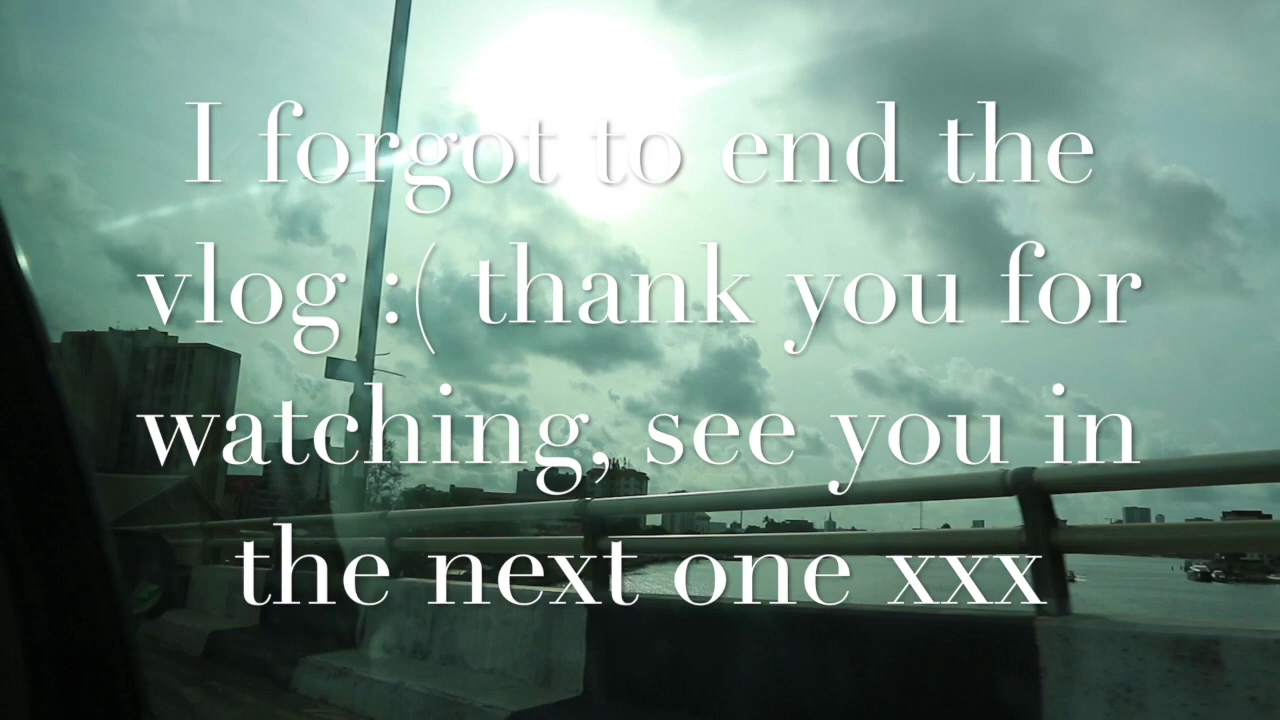 I forgot to end the
vlog :( thank you for
watching, see you in
the next one xxx